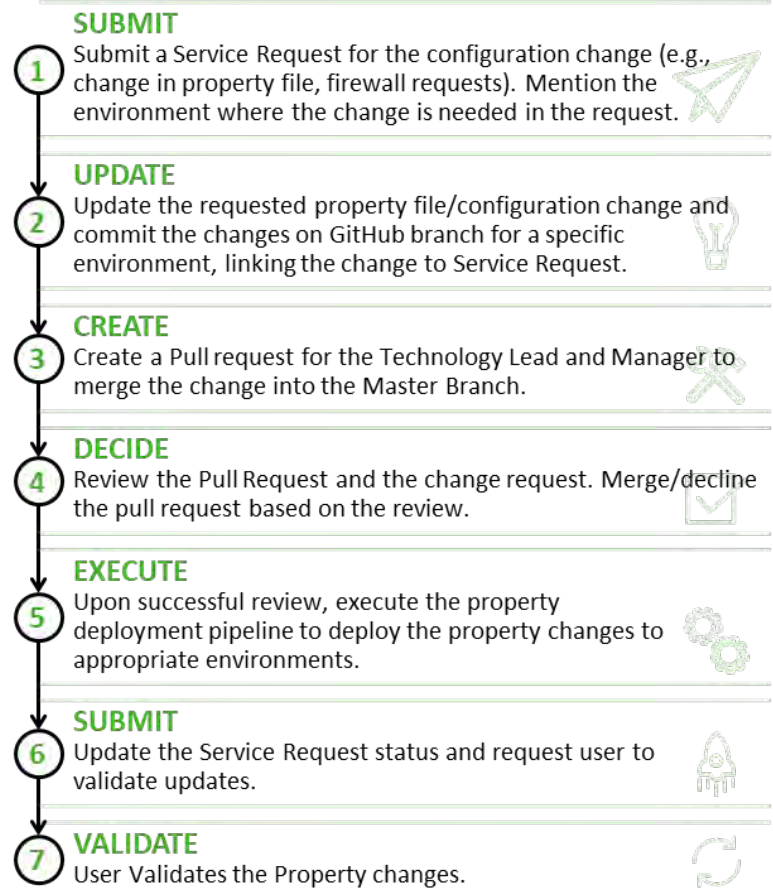 SUBMIT
1
Submit a Service Request for the configuration change (e.g.,
change in property file, firewall requests). Mention the
environment where the change is needed in the request.
UPDATE
2
Update the requested property file/configuration change and
commit the changes on GitHub branch for a specific
environment, linking the change to Service Request.
CREATE
3
Create a Pull request for the Technology Lead and Manager to
merge the change into the Master Branch.
DECIDE
4
Review the Pull Request and the change request. Merge/decline
the pull request based on the review.
EXECUTE
5
Upon successful review, execute the property
deployment pipeline to deploy the property changes to
appropriate environments.
SUBMIT
6
Update the Service Request status and request user to
validate updates.
VALIDATE
7
User Validates the Property changes.